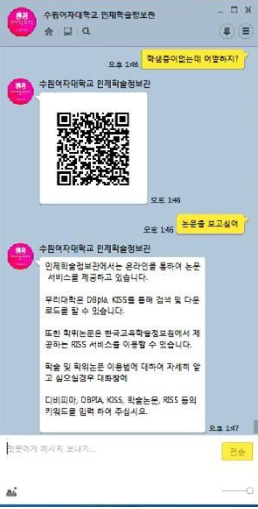 수원여자대학교 인제학술정보관
학생증이없는데 어떻하지?
오후 1:46
수원여자대학교 인제학술정보관
오후 1:46
논문을 보고싶어
오후 1:46
수원여자대학교 인제학술정보관
인제학술정보관에서는 온라인을 통하여 논문
서비스를 제공하고 있습니다.
우리대학은 DBpia, KISS를 통해 검색 및 다운
로드를 할 수 있습니다.
또한 학위논문은 한국교육학술정보원에서 제
공하는 RISS 서비스를 이용할 수 있습니다.
학술 및 학위논문 이용법에 대하여 자세히 알
고 싶으실경우 대화창에
디비피아, DBPIA, KISS, 학술논문, RISS 등의
키워드를 입력 하여 주십시요.
오후 1:47
챗봇에게 메시지 보내기...
전송